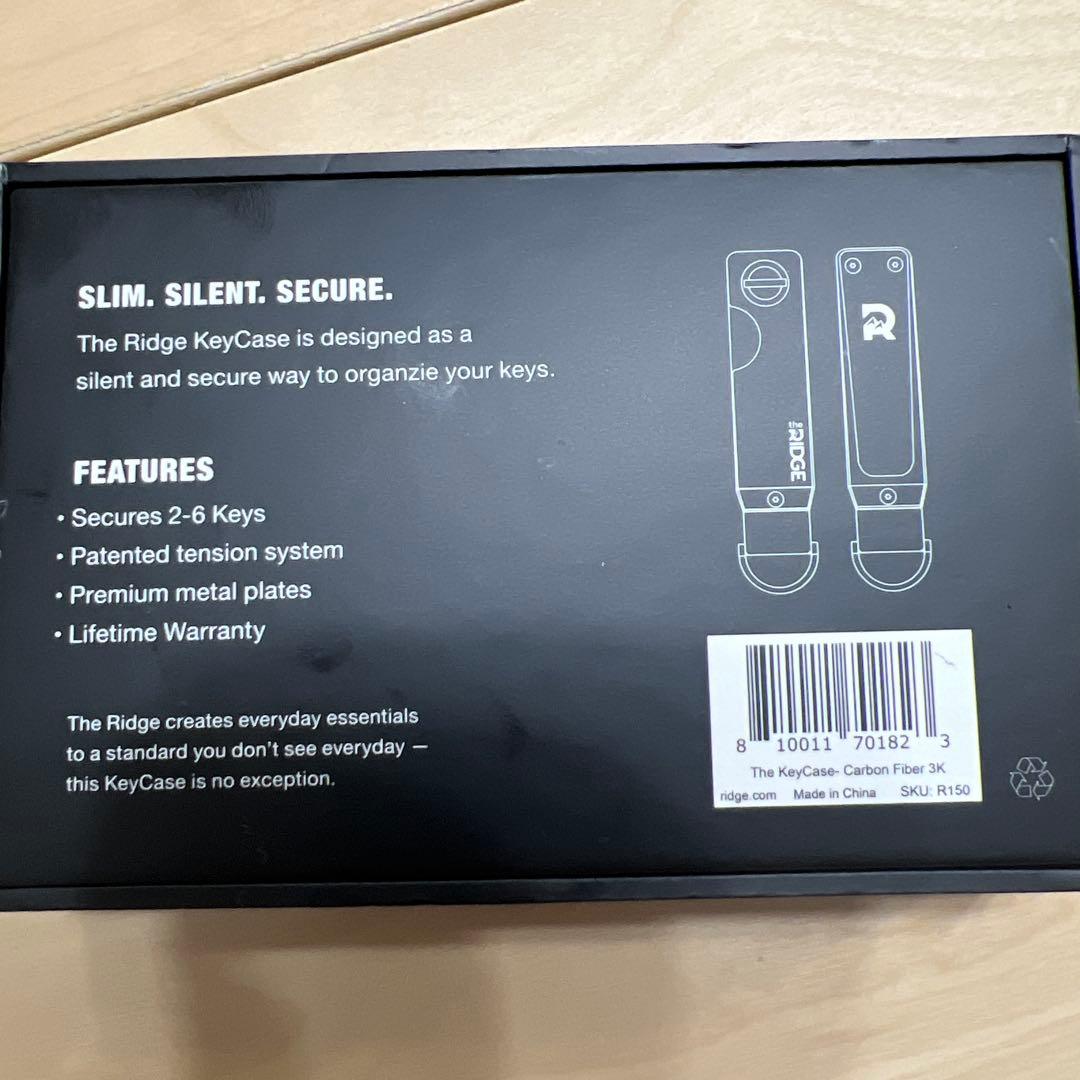 SLIM. SILENT. SECURE.
The Ridge KeyCase is designed as a
silent and secure way to organzie your keys.
FEATURES
• Secures 2-6 Keys
• Patented tension system
• Premium metal plates
• Lifetime Warranty
The Ridge creates everyday essentials
to a standard you don't see everyday —
this KeyCase is no exception.
R
the
RIDGE
8 10011 70182 3
The KeyCase- Carbon Fiber 3K
ridge.com Made in China SKU: R150